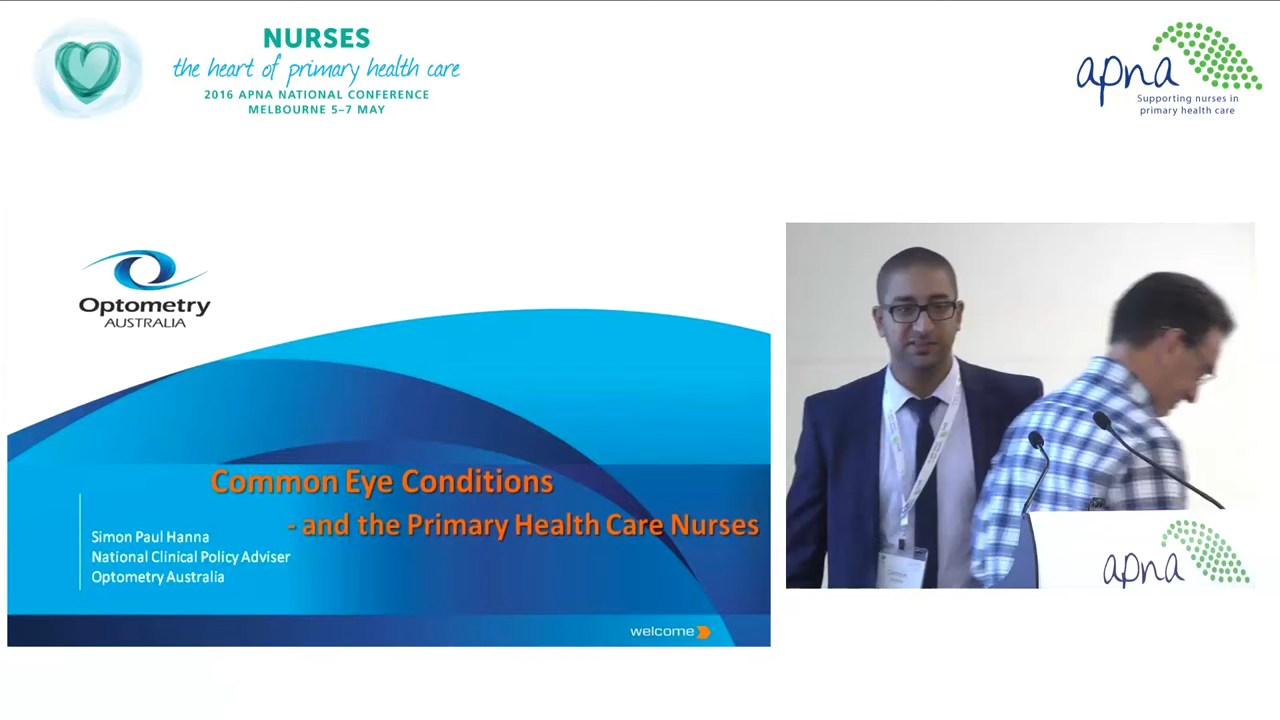 NURSES
the heart of primary health care
2016 APNA NATIONAL CONFERENCE
MELBOURNE 5–7 MAY
apna
Supporting nurses in
primary health care
Optometry
AUSTRALIA
Common Eye Conditions
- and the Primary Health Care Nurses
Simon Paul Hanna
National Clinical Policy Adviser
Optometry Australia
welcome
apna